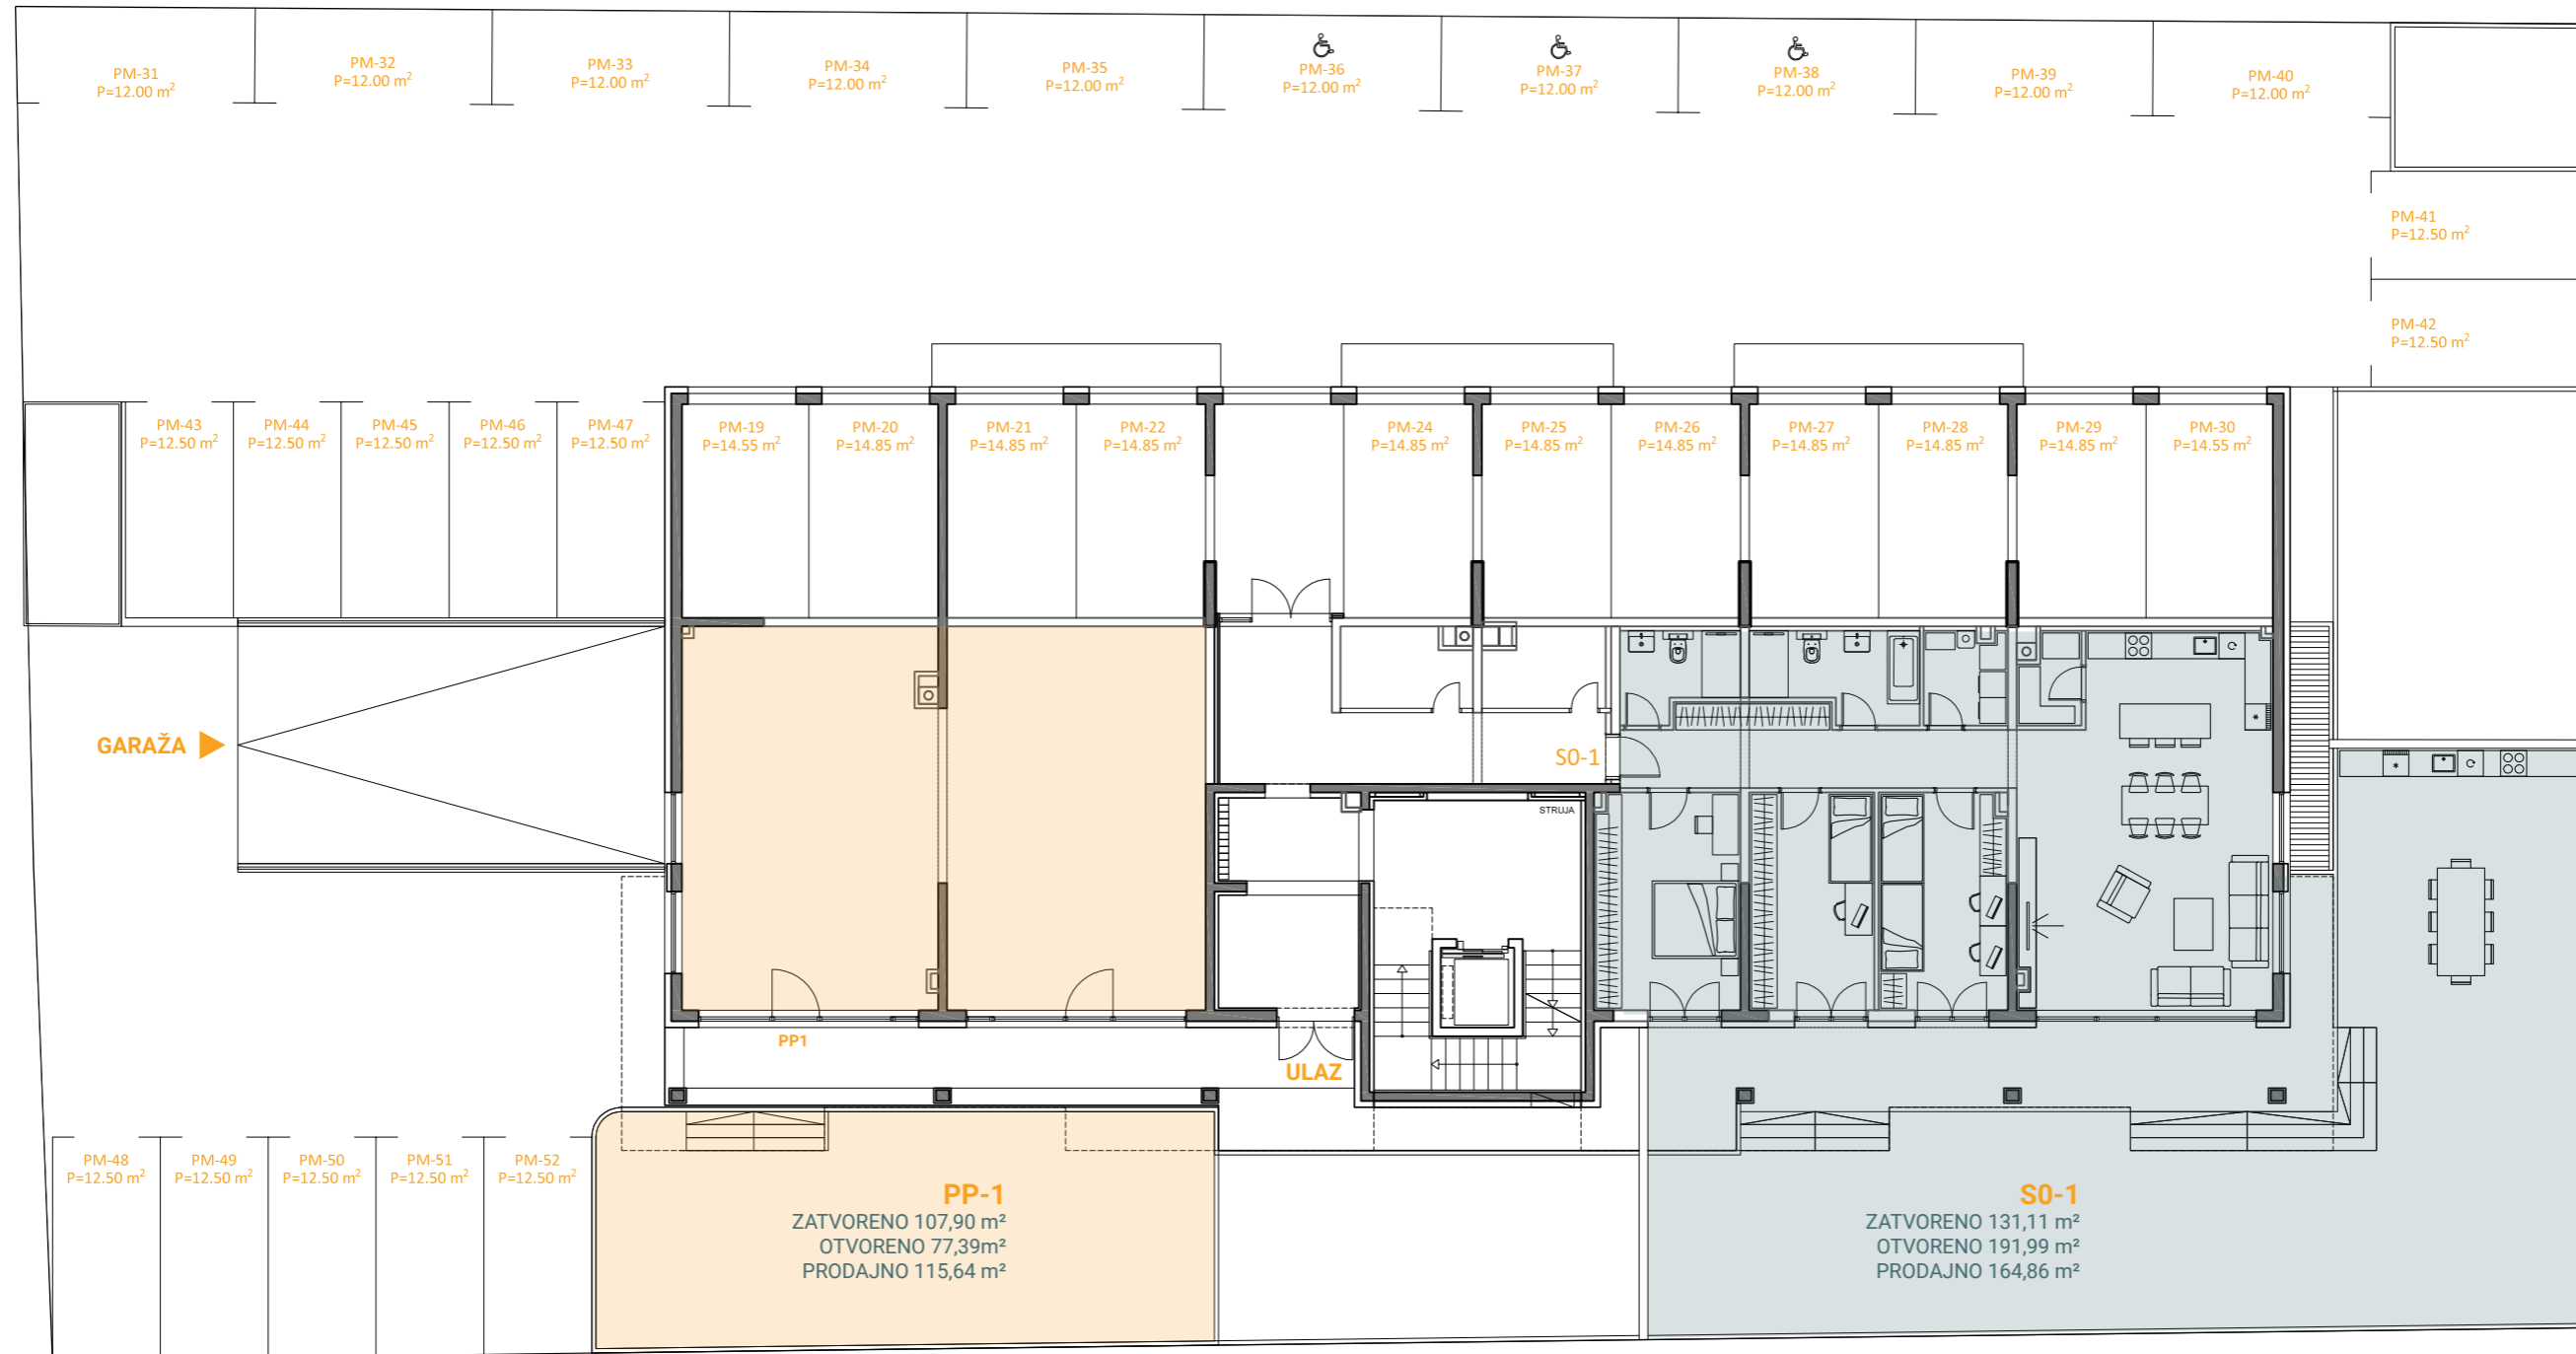 PM-31
P=12.00 m²
PM-32
P=12.00 m²
PM-33
P=12.00 m²
PM-34
P=12.00 m²
PM-35
P=12.00 m²
PM-36
P=12.00 m²
PM-37
P=12.00 m²
PM-38
P=12.00 m²
PM-39
P=12.00 m²
PM-40
P=12.00 m²
PM-41
P=12.50 m²
PM-42
P=12.50 m²
PM-43
P=12.50 m²
PM-44
P=12.50 m²
PM-45
P=12.50 m²
PM-46
P=12.50 m²
PM-47
P=12.50 m²
PM-19
P=14.55 m²
PM-20
P=14.85 m²
PM-21
P=14.85 m²
PM-22
P=14.85 m²
PM-24
P=14.85 m²
PM-25
P=14.85 m²
PM-26
P=14.85 m²
PM-27
P=14.85 m²
PM-28
P=14.85 m²
PM-29
P=14.85 m²
PM-30
P=14.55 m²
GARAŽA
S0-1
STRUJA
PP1
ULAZ
PM-48
P=12.50 m²
PM-49
P=12.50 m²
PM-50
P=12.50 m²
PM-51
P=12.50 m²
PM-52
P=12.50 m²
PP-1
ZATVORENO 107,90 m²
OTVORENO 77,39m²
PRODAJNO 115,64 m²
S0-1
ZATVORENO 131,11 m²
OTVORENO 191,99 m²
PRODAJNO 164,86 m²